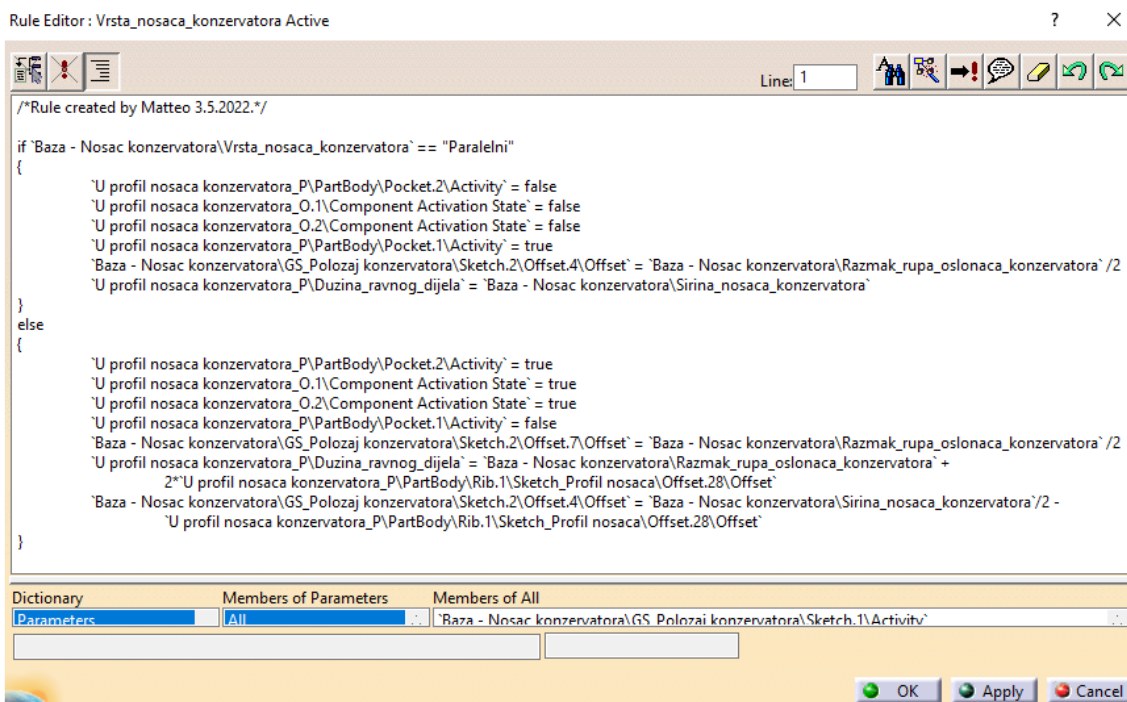 Rule Editor : Vrsta_nosaca_konzervatora Active
? ×
Line: 1
/*Rule created by Matteo 3.5.2022.*/
if `Baza - Nosac konzervatora\Vrsta_nosaca_konzervatora` == "Paralelni"
{
`U profil nosaca konzervatora_P\PartBody\Pocket.2\Activity` = false
`U profil nosaca konzervatora_O.1\Component Activation State` = false
`U profil nosaca konzervatora_O.2\Component Activation State` = false
`U profil nosaca konzervatora_P\PartBody\Pocket.1\Activity` = true
`Baza - Nosac konzervatora\GS_Polozaj konzervatora\Sketch.2\Offset.4\Offset` = `Baza - Nosac konzervatora\Razmak_rupa_oslonaca_konzervatora` /2
`U profil nosaca konzervatora_P\Duzina_ravnog_dijela` = `Baza - Nosac konzervatora\Sirina_nosaca_konzervatora`
}
else
{
`U profil nosaca konzervatora_P\PartBody\Pocket.2\Activity` = true
`U profil nosaca konzervatora_O.1\Component Activation State` = true
`U profil nosaca konzervatora_O.2\Component Activation State` = true
`U profil nosaca konzervatora_P\PartBody\Pocket.1\Activity` = false
`Baza - Nosac konzervatora\GS_Polozaj konzervatora\Sketch.2\Offset.7\Offset` = `Baza - Nosac konzervatora\Razmak_rupa_oslonaca_konzervatora` /2
`U profil nosaca konzervatora_P\Duzina_ravnog_dijela` = `Baza - Nosac konzervatora\Razmak_rupa_oslonaca_konzervatora` +
2*`U profil nosaca konzervatora_P\PartBody\Rib.1\Sketch_Profil nosaca\Offset.28\Offset`
`Baza - Nosac konzervatora\GS_Polozaj konzervatora\Sketch.2\Offset.4\Offset` = `Baza - Nosac konzervatora\Sirina_nosaca_konzervatora`/2 -
`U profil nosaca konzervatora_P\PartBody\Rib.1\Sketch_Profil nosaca\Offset.28\Offset`
}
Dictionary Members of Parameters Members of All
Parameters All `Baza - Nosac konzervatora\GS_Polozaj konzervatora\Sketch.1\Activity`
OK Apply Cancel